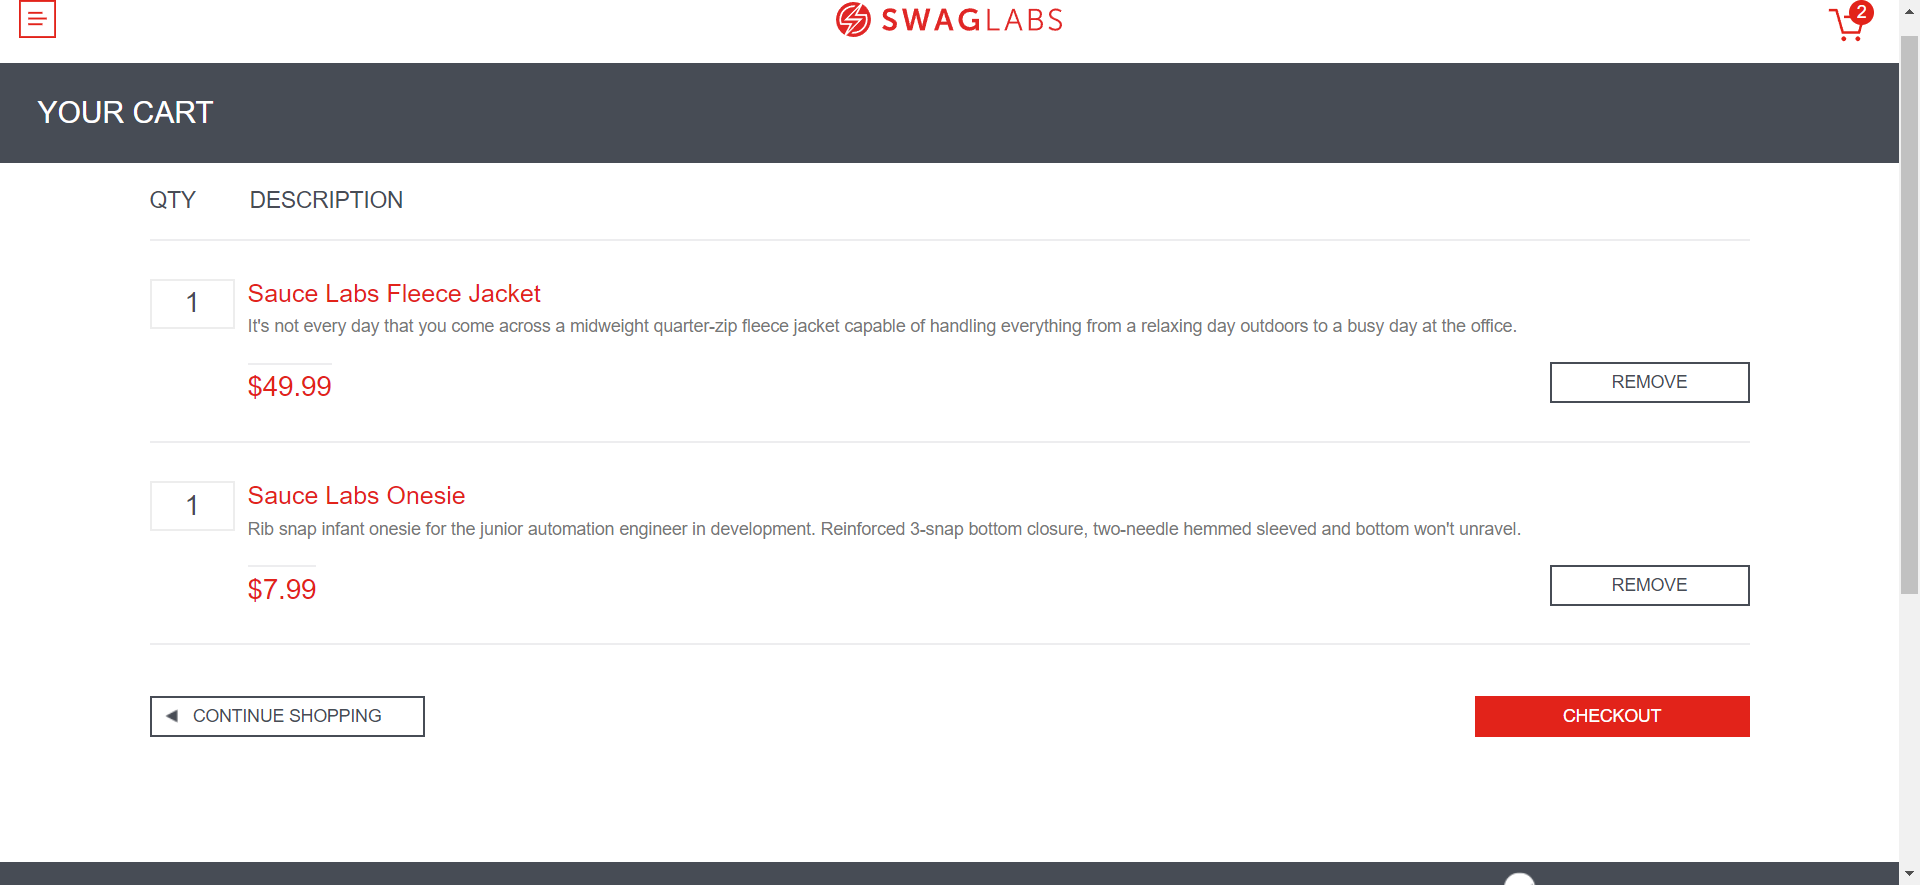 SWAGLABS
2
YOUR CART
QTY DESCRIPTION
1
Sauce Labs Fleece Jacket
It's not every day that you come across a midweight quarter-zip fleece jacket capable of handling everything from a relaxing day outdoors to a busy day at the office.
$49.99
REMOVE
1
Sauce Labs Onesie
Rib snap infant onesie for the junior automation engineer in development. Reinforced 3-snap bottom closure, two-needle hemmed sleeved and bottom won't unravel.
$7.99
REMOVE
CONTINUE SHOPPING
CHECKOUT